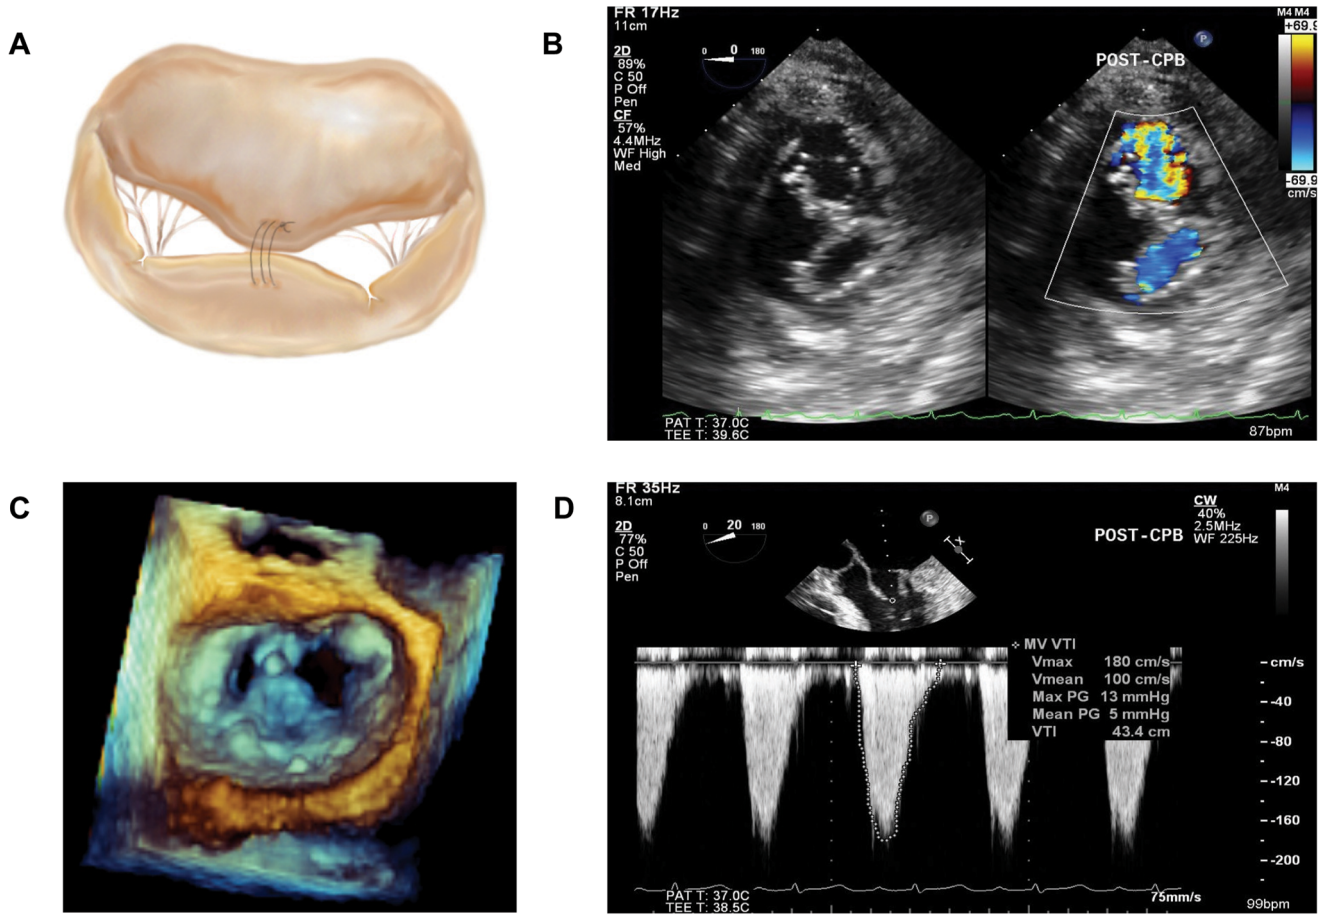 A
B
FR 17Hz
11cm
2D
89%
C 50
P Off
Pen
CF
57%
4.4MHz
WF High
Med
0 0 180
POST-CPB
P
M4 M4
+69.9
-69.9
cm/s
PAT T: 37.0C
TEE T: 39.6C
87bpm
C
D
FR 35Hz
8.1cm
2D
77%
C 50
P Off
Pen
0 20 180
P
X
POST-CPB
M4
CW
40%
2.5MHz
WF 225Hz
MV VTI
Vmax 180 cm/s
Vmean 100 cm/s
Max PG 13 mmHg
Mean PG 5 mmHg
VTI 43.4 cm
cm/s
-40
-80
-120
-160
-200
PAT T: 37.0C
TEE T: 38.5C
75mm/s
99bpm